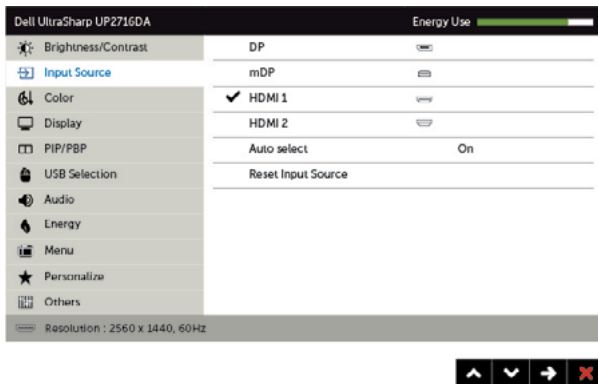 Dell UltraSharp UP2716DA
Energy Use
Brightness/Contrast
Input Source
Color
Display
PIP/PBP
USB Selection
Audio
Energy
Menu
Personalize
Others
DP
mDP
HDMI 1
HDMI 2
Auto select On
Reset Input Source
Resolution : 2560 x 1440, 60Hz